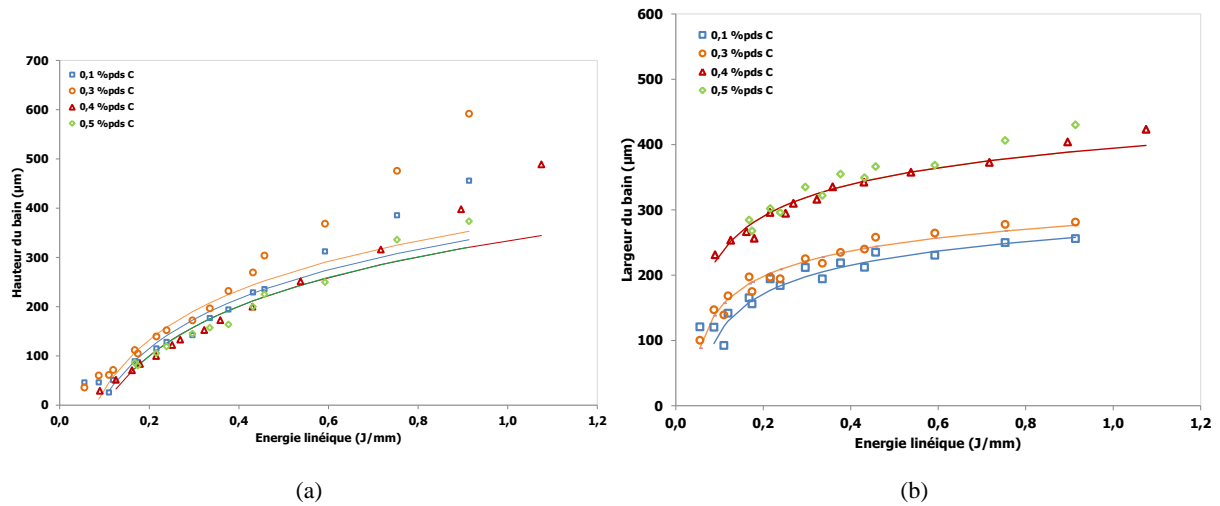 700
600
500
400
300
200
100
0
Hauteur du bain (µm)
0,1 %pds C
0,3 %pds C
0,4 %pds C
0,5 %pds C
0,0 0,2 0,4 0,6 0,8 1,0 1,2
Energie linéique (J/mm)
(a)
600
500
400
300
200
100
0
Largeur du bain (µm)
0,1 %pds C
0,3 %pds C
0,4 %pds C
0,5 %pds C
0,0 0,2 0,4 0,6 0,8 1,0 1,2
Energie linéique (J/mm)
(b)